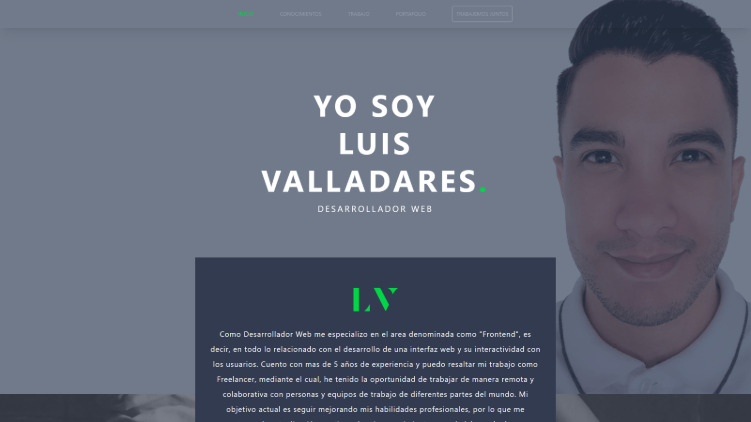 INICIO
CONOCIMIENTOS
TRABAJO
PORTAFOLIO
TRABAJEMOS JUNTOS
YO SOY
LUIS
VALLADARES.
DESARROLLADOR WEB
LV
Como Desarrollador Web me especializo en el area denominada como "Frontend", es
decir, en todo lo relacionado con el desarrollo de una interfaz web y su interactividad con
los usuarios. Cuento con mas de 5 años de experiencia y puedo resaltar mi trabajo como
Freelancer, mediante el cual, he tenido la oportunidad de trabajar de manera remota y
colaborativa con personas y equipos de trabajo de diferentes partes del mundo. Mi
objetivo actual es seguir mejorando mis habilidades profesionales, por lo que me